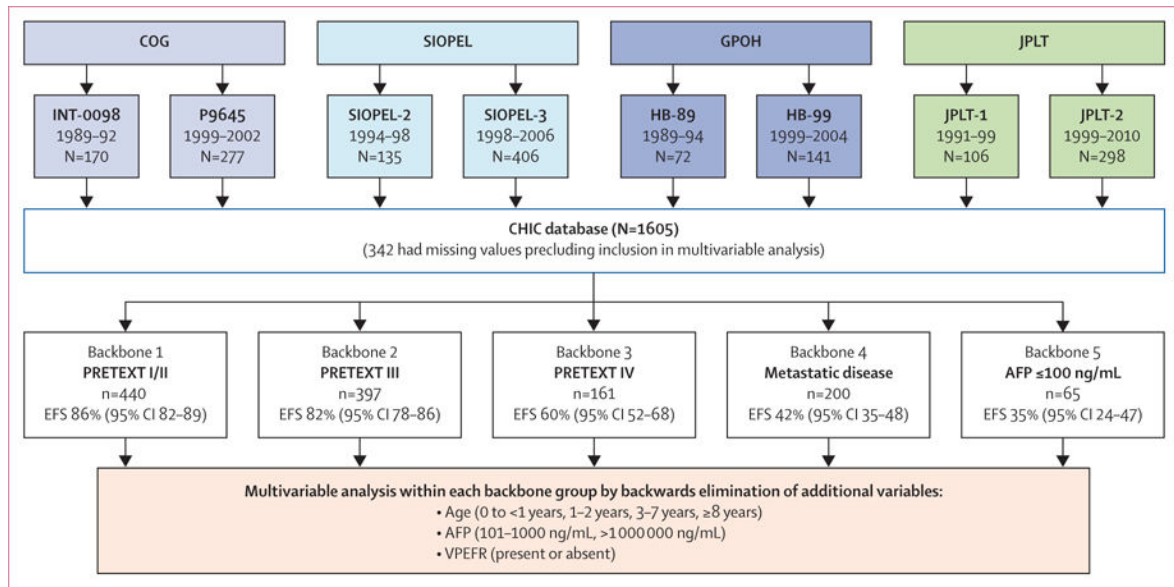 COG
SIOPEL
GPOH
JPLT
INT-0098
1989–92
N=170
P9645
1999–2002
N=277
SIOPEL-2
1994–98
N=135
SIOPEL-3
1998–2006
N=406
HB-89
1989–94
N=72
HB-99
1999–2004
N=141
JPLT-1
1991–99
N=106
JPLT-2
1999–2010
N=298
CHIC database (N=1605)
(342 had missing values precluding inclusion in multivariable analysis)
Backbone 1
PRETEXT I/II
n=440
EFS 86% (95% CI 82–89)
Backbone 2
PRETEXT III
n=397
EFS 82% (95% CI 78–86)
Backbone 3
PRETEXT IV
n=161
EFS 60% (95% CI 52–68)
Backbone 4
Metastatic disease
n=200
EFS 42% (95% CI 35–48)
Backbone 5
AFP ≤100 ng/mL
n=65
EFS 35% (95% CI 24–47)
Multivariable analysis within each backbone group by backwards elimination of additional variables:
• Age (0 to <1 years, 1–2 years, 3–7 years, ≥8 years)
• AFP (101–1000 ng/mL, >1 000 000 ng/mL)
• VPEFR (present or absent)